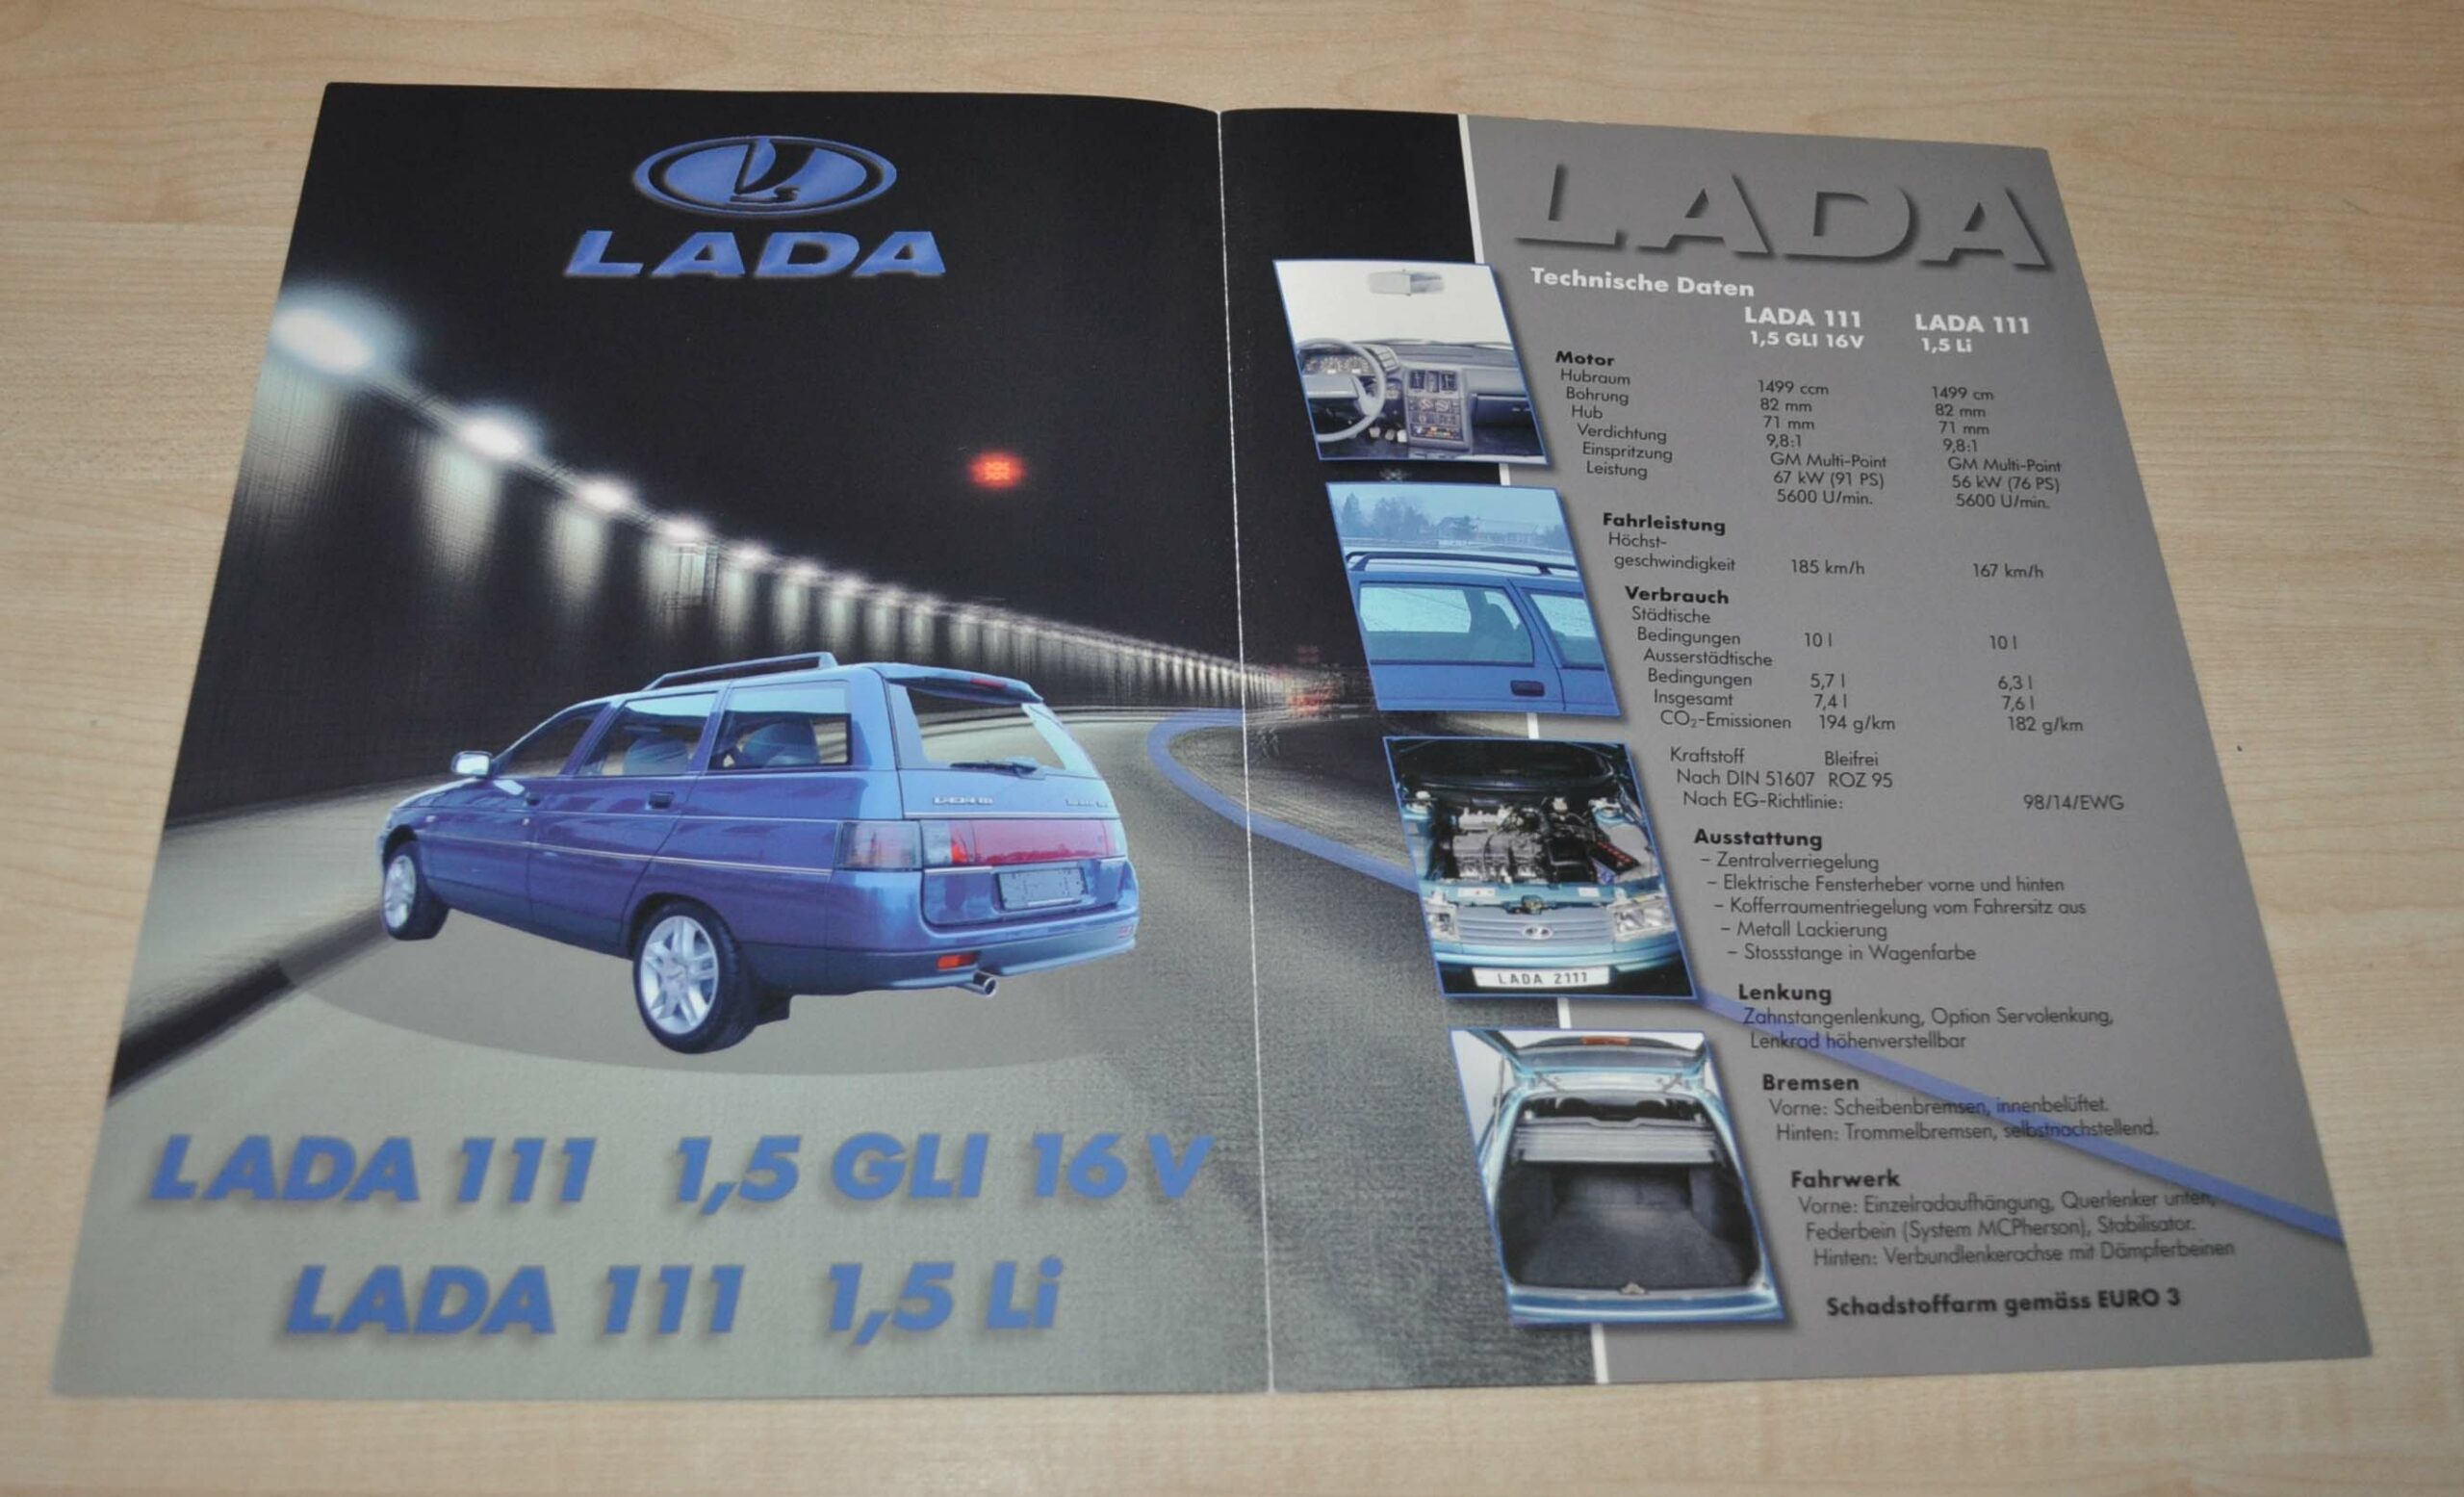 LADA
LADA 111 1,5 GLI 16 V
LADA 111 1,5 Li
LADA
Technische Daten
LADA 111 LADA 111
1,5 GLI 16V 1,5 Li
Motor
Hubraum 1499 ccm 1499 cm
Bohrung 82 mm 82 mm
Hub 71 mm 71 mm
Verdichtung 9,8:1 9,8:1
Einspritzung GM Multi-Point GM Multi-Point
Leistung 67 kW (91 PS) 56 kW (76 PS)
5600 U/min. 5600 U/min.
Fahrleistung
Höchst-
geschwindigkeit 185 km/h 167 km/h
Verbrauch
Städtische
Bedingungen 10 l 10 l
Ausserstädtische
Bedingungen 5,7 l 6,3 l
Insgesamt 7,4 l 7,6 l
CO₂-Emissionen 194 g/km 182 g/km
Kraftstoff Bleifrei
Nach DIN 51607 ROZ 95
Nach EG-Richtlinie: 98/14/EWG
Ausstattung
– Zentralverriegelung
– Elektrische Fensterheber vorne und hinten
– Kofferraumentriegelung vom Fahrersitz aus
– Metall Lackierung
– Stossstange in Wagenfarbe
LADA 2111
Lenkung
Zahnstangenlenkung, Option Servolenkung,
Lenkrad höhenverstellbar
Bremsen
Vorne: Scheibenbremsen, innenbelüftet.
Hinten: Trommelbremsen, selbstnachstellend.
Fahrwerk
Vorne: Einzelradaufhängung, Querlenker unten,
Federbein (System MCPherson), Stabilisator.
Hinten: Verbundlenkerachse mit Dämpferbeinen
Schadstoffarm gemäss EURO 3